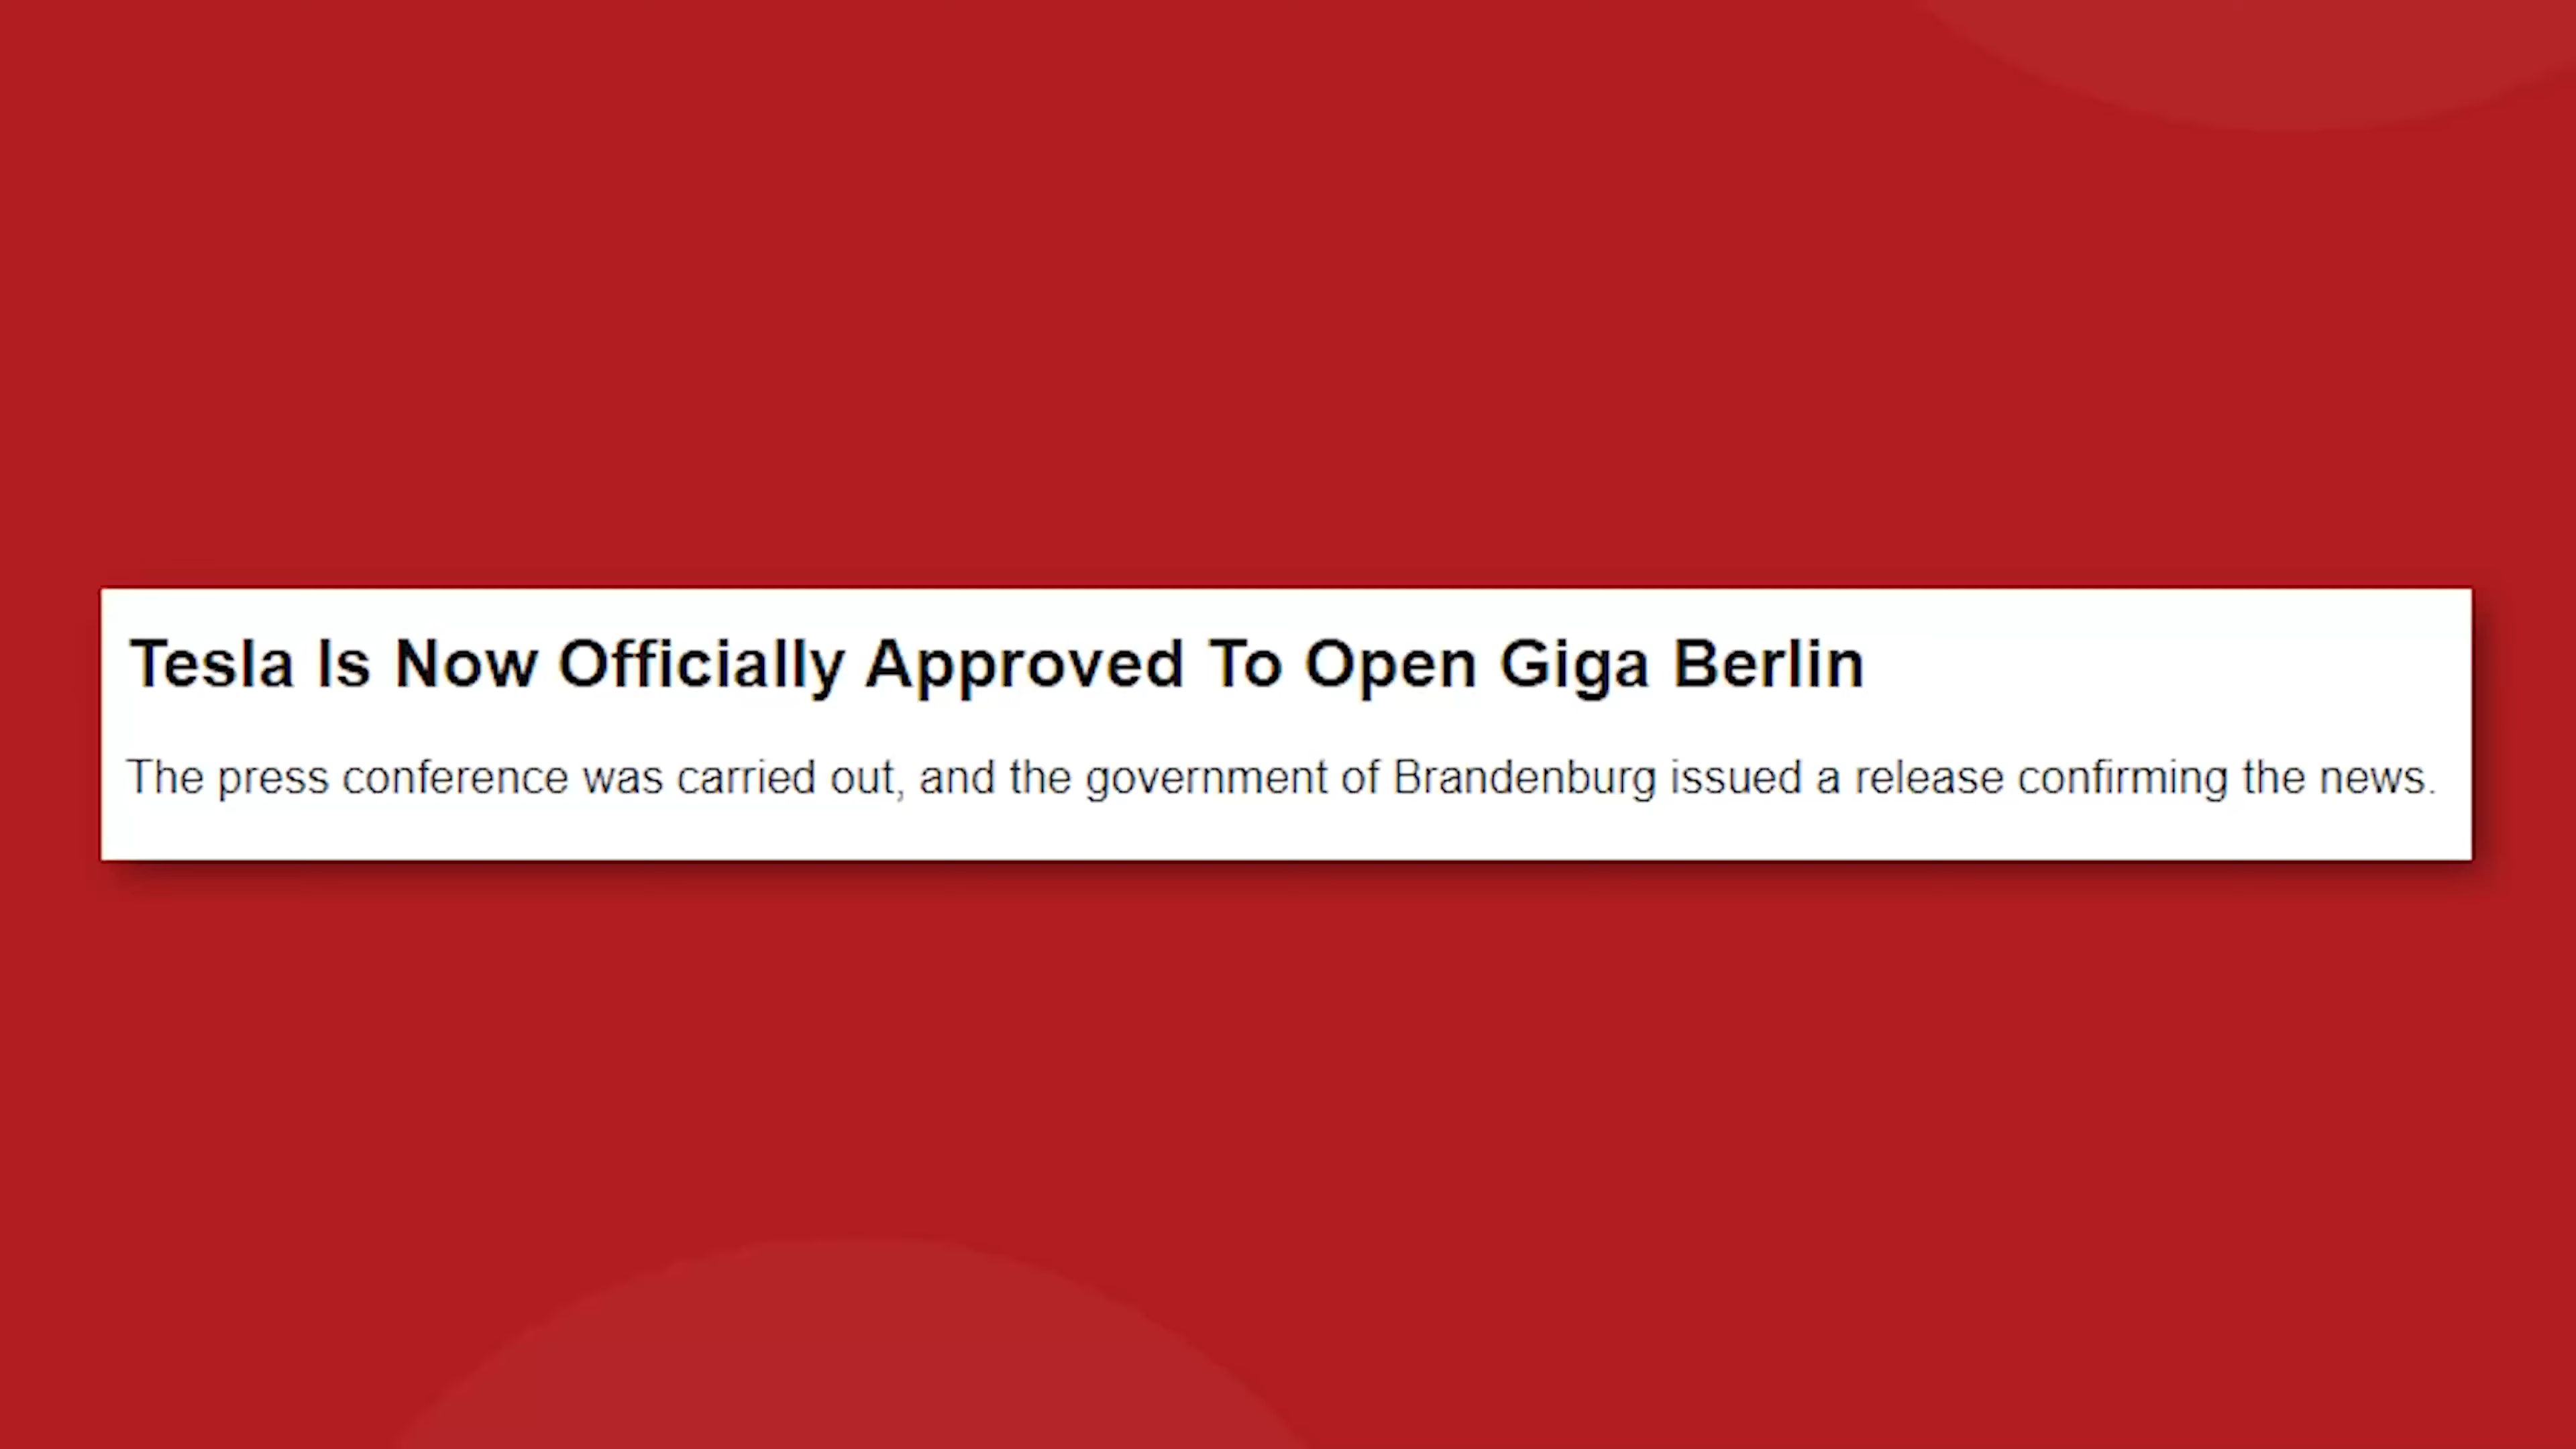 Tesla Is Now Officially Approved To Open Giga Berlin
The press conference was carried out, and the government of Brandenburg issued a release confirming the news.